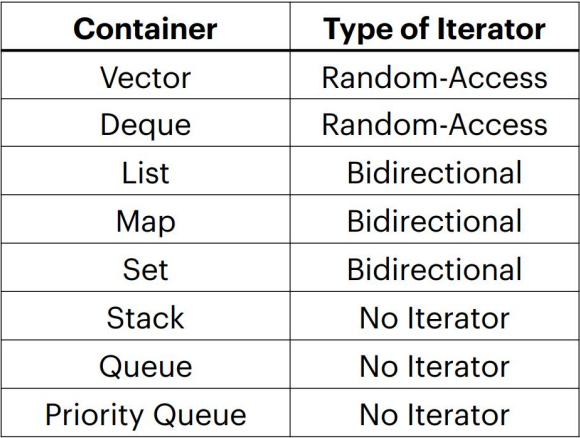 Container Type of Iterator
Vector Random-Access
Deque Random-Access
List Bidirectional
Map Bidirectional
Set Bidirectional
Stack No Iterator
Queue No Iterator
Priority Queue No Iterator